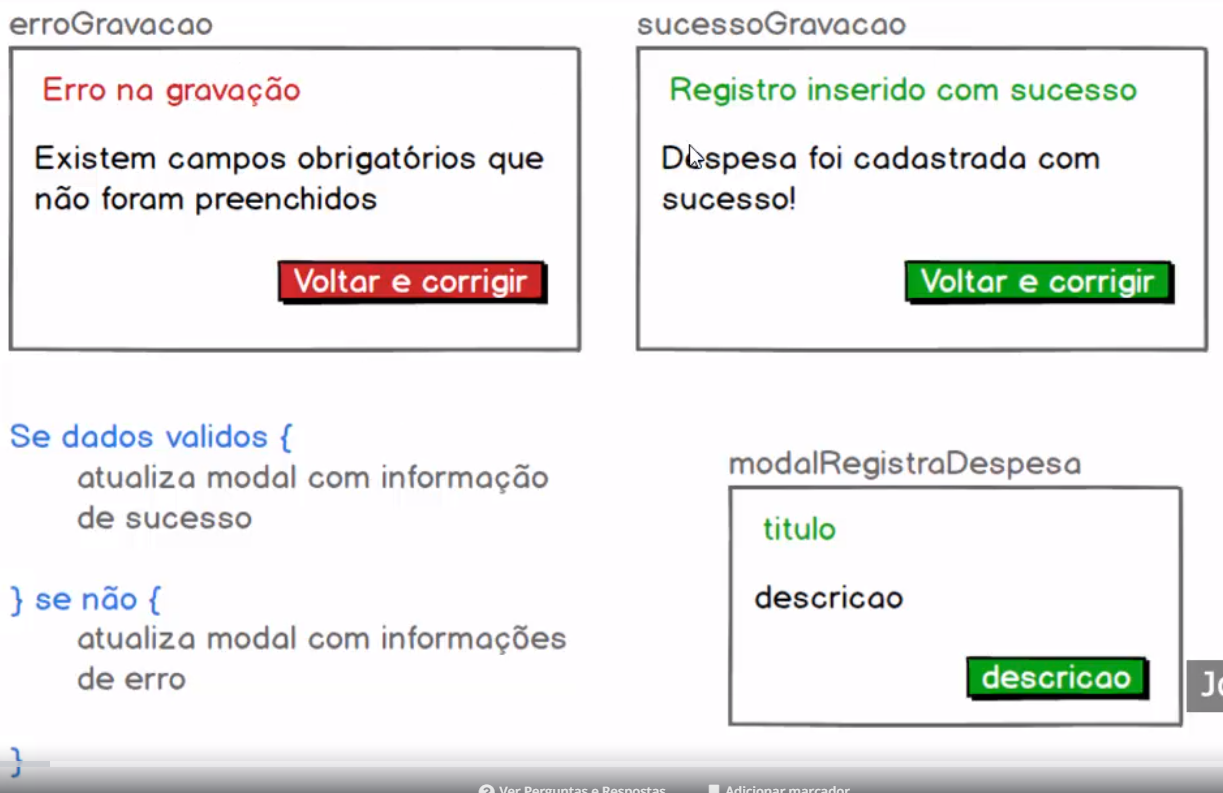 erroGravacao
Erro na gravação
Existem campos obrigatórios que
não foram preenchidos
Voltar e corrigir
sucessoGravacao
Registro inserido com sucesso
Despesa foi cadastrada com
sucesso!
Voltar e corrigir
Se dados validos {
atualiza modal com informação
de sucesso
} se não {
atualiza modal com informações
de erro
}
modalRegistraDespesa
titulo
descricao
descricao
Ver Perguntas e Respostas
Adicionar marcador